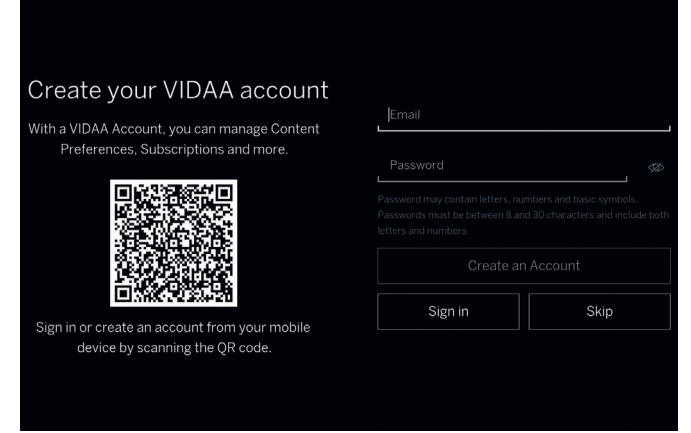 Create your VIDAA account
With a VIDAA Account, you can manage Content
Preferences, Subscriptions and more.
Sign in or create an account from your mobile
device by scanning the QR code.
Email
Password
Password may contain letters, numbers and basic symbols.
Passwords must be between 8 and 30 characters and include both
letters and numbers.
Create an Account
Sign in
Skip